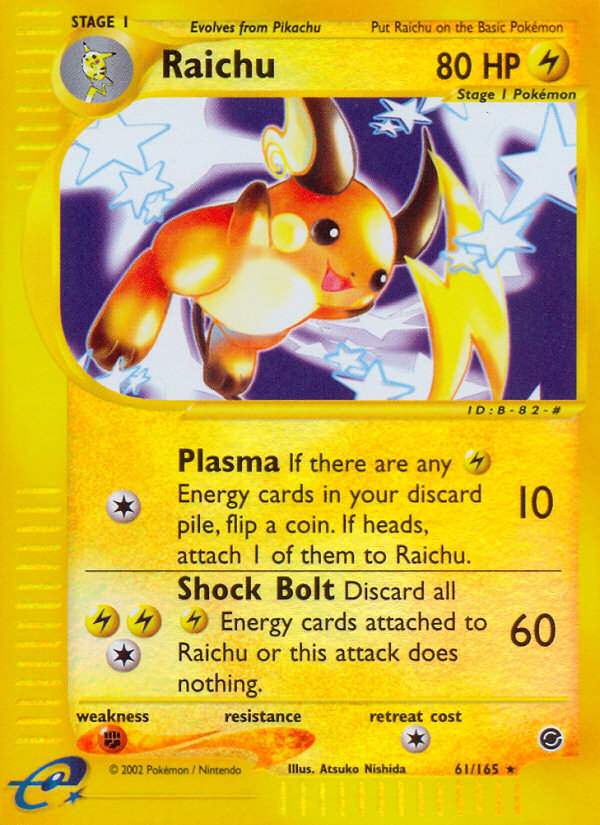 STAGE 1 Evolves from Pikachu Put Raichu on the Basic Pokémon
Raichu 80 HP
Stage 1 Pokémon
ID:B-82-#
Plasma If there are any
Energy cards in your discard
pile, flip a coin. If heads,
attach 1 of them to Raichu.
10
Shock Bolt Discard all
Energy cards attached to
Raichu or this attack does
nothing.
60
weakness resistance retreat cost
© 2002 Pokémon / Nintendo Illus. Atsuko Nishida 61/165 ★
e